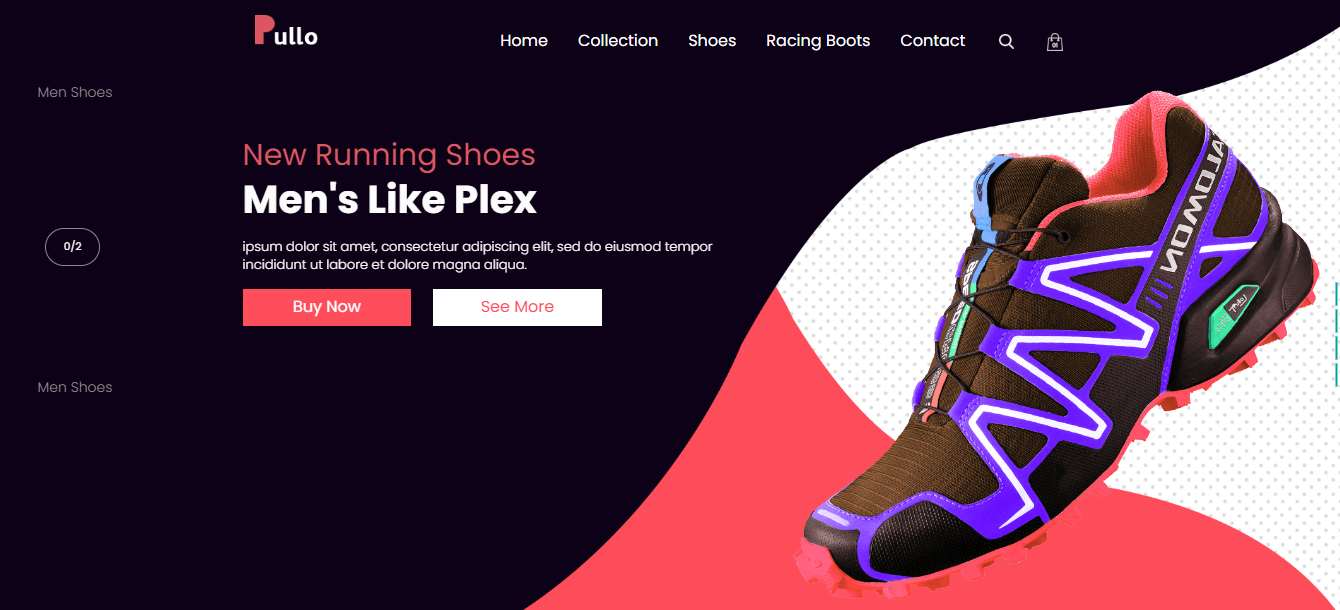 Pullo
Home Collection Shoes Racing Boots Contact
01
Men Shoes
New Running Shoes
Men's Like Plex
0/2
ipsum dolor sit amet, consectetur adipiscing elit, sed do eiusmod tempor
incididunt ut labore et dolore magna aliqua.
Buy Now See More
Men Shoes